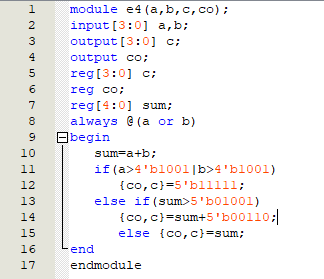 1 module e4(a,b,c,co);
2 input[3:0] a,b;
3 output[3:0] c;
4 output co;
5 reg[3:0] c;
6 reg co;
7 reg[4:0] sum;
8 always @(a or b)
9 begin
10 sum=a+b;
11 if(a>4'b1001|b>4'b1001)
12 {co,c}=5'b11111;
13 else if(sum>5'b01001)
14 {co,c}=sum+5'b00110;
15 else {co,c}=sum;
16 end
17 endmodule